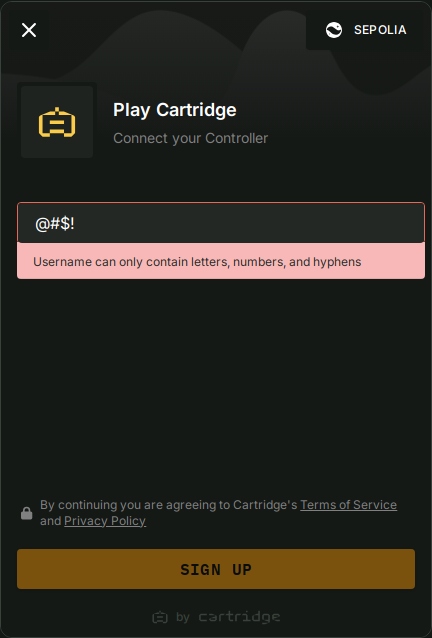 SEPOLIA
Play Cartridge
Connect your Controller
@#$!
Username can only contain letters, numbers, and hyphens
By continuing you are agreeing to Cartridge's Terms of Service
and Privacy Policy
SIGN UP
by cartridge